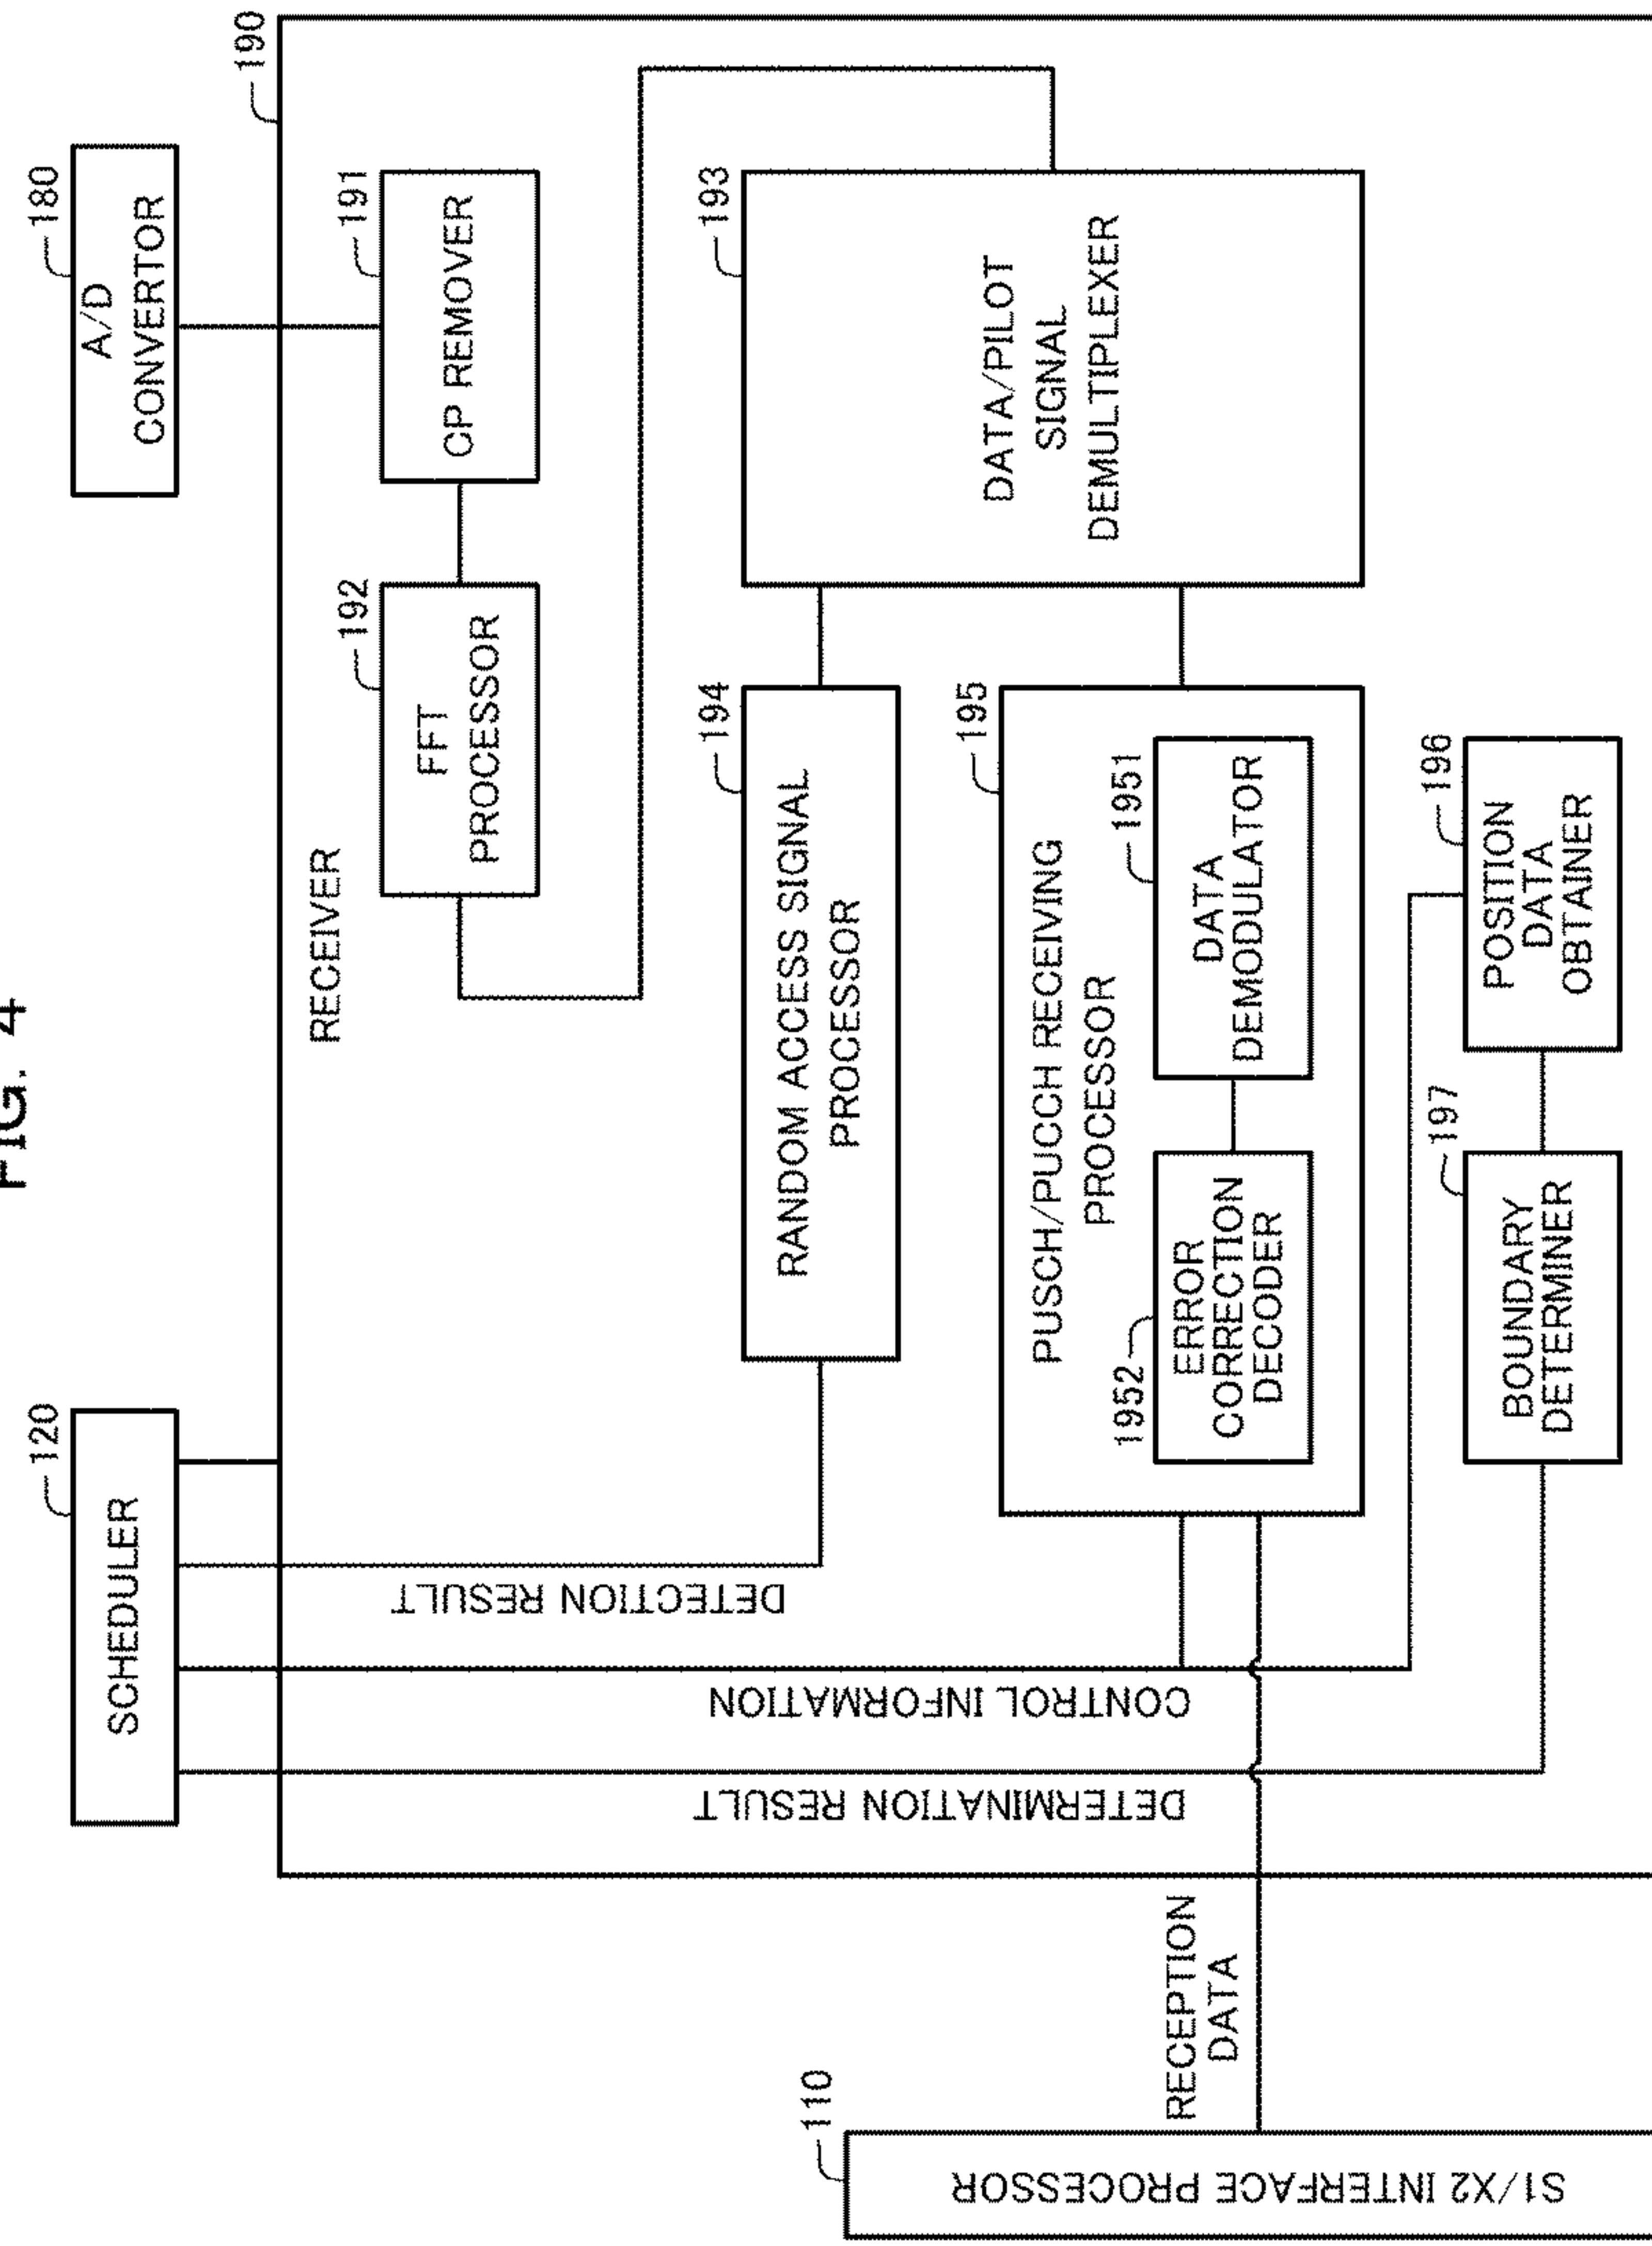 FIG. 4
110
S1/X2 INTERFACE PROCESSOR
RECEPTION
DATA
120
SCHEDULER
DETERMINATION RESULT
CONTROL INFORMATION
DETECTION RESULT
180
A/D
CONVERTOR
190
RECEIVER
191
CP REMOVER
192
FFT
PROCESSOR
193
DATA/PILOT
SIGNAL
DEMULTIPLEXER
194
RANDOM ACCESS SIGNAL
PROCESSOR
195
PUSCH/PUCCH RECEIVING
PROCESSOR
1951
DATA
DEMODULATOR
1952
ERROR
CORRECTION
DECODER
196
POSITION
DATA
OBTAINER
197
BOUNDARY
DETERMINER